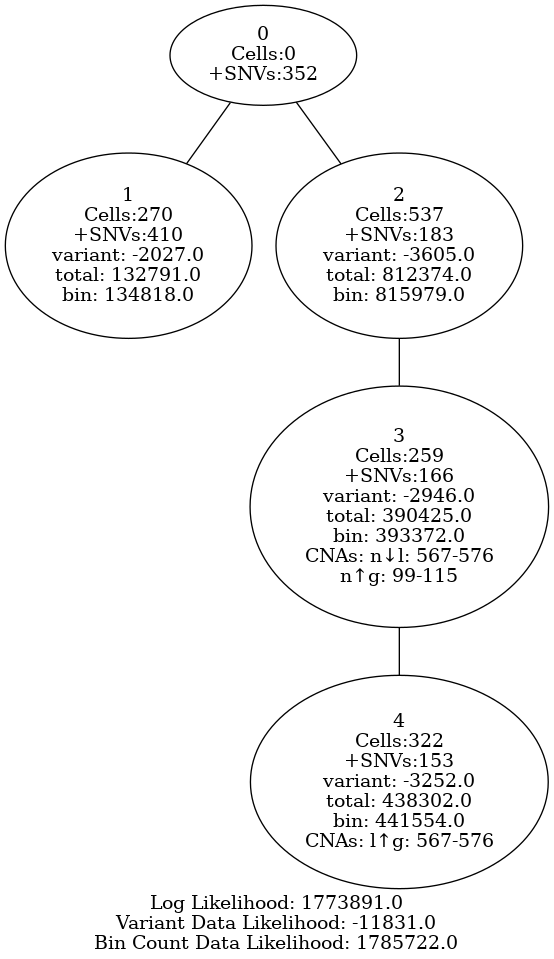 0
Cells:0
+SNVs:352
1
Cells:270
+SNVs:410
variant: -2027.0
total: 132791.0
bin: 134818.0
2
Cells:537
+SNVs:183
variant: -3605.0
total: 812374.0
bin: 815979.0
3
Cells:259
+SNVs:166
variant: -2946.0
total: 390425.0
bin: 393372.0
CNAs: n↓l: 567-576
n↑g: 99-115
4
Cells:322
+SNVs:153
variant: -3252.0
total: 438302.0
bin: 441554.0
CNAs: l↑g: 567-576
Log Likelihood: 1773891.0
Variant Data Likelihood: -11831.0
Bin Count Data Likelihood: 1785722.0